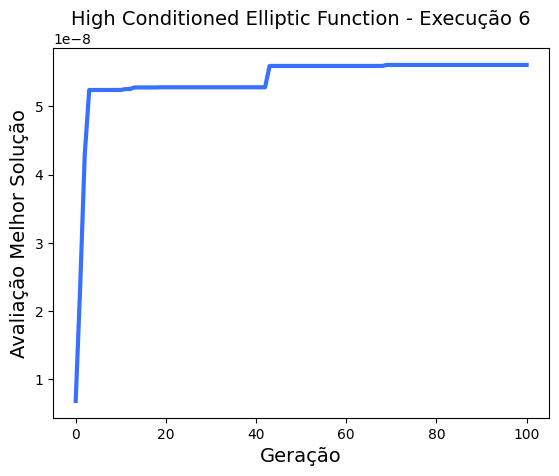 High Conditioned Elliptic Function - Execução 6
1e−8
Avaliação Melhor Solução
5
4
3
2
1
0 20 40 60 80 100
Geração